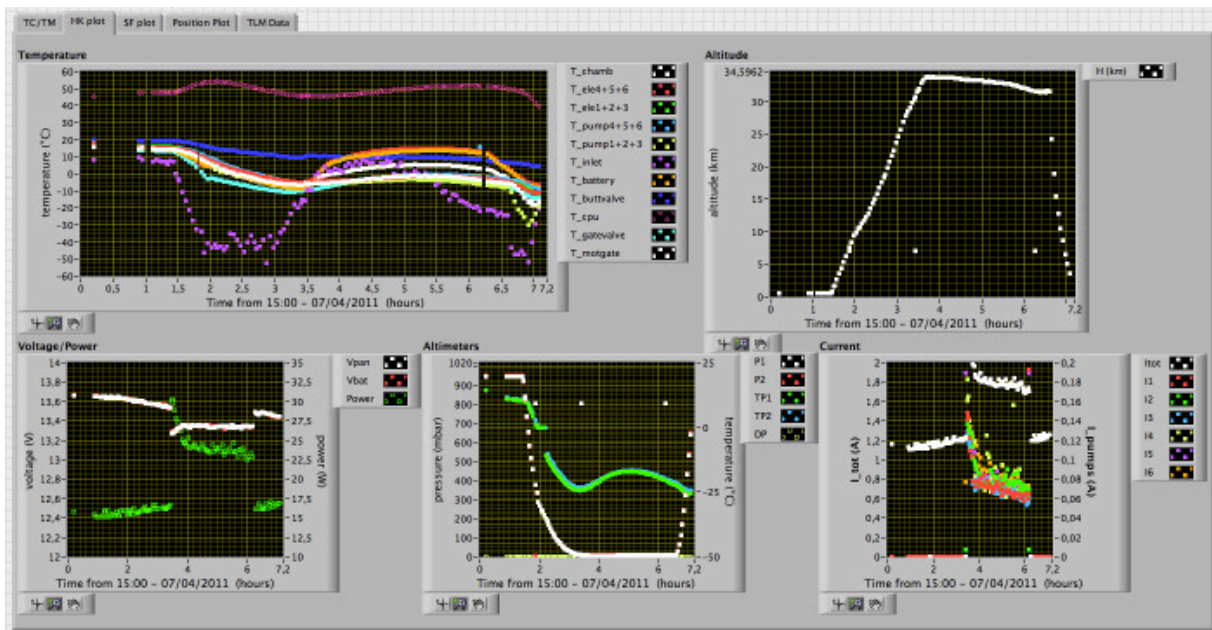 TC/TM HK plot SF plot Position Plot TLM Data
Temperature
60
50
40
30
20
10
0
-10
-20
-30
-40
-50
-60
temperature (°C)
0 0,5 1 1,5 2 2,5 3 3,5 4 4,5 5 5,5 6 6,5 7 7,2
Time from 15:00 - 07/04/2011 (hours)
T_chamb
T_ele4+5+6
T_ele1+2+3
T_pump4+5+6
T_pump1+2+3
T_inlet
T_battery
T_buttvalve
T_cpu
T_gatevalve
T_motgate
Altitude
34,5962
30
25
20
15
10
5
0
altitude (km)
0 1 2 3 4 5 6 7,2
Time from 15:00 - 07/04/2011 (hours)
H (km)
Voltage/Power
14
13,8
13,6
13,4
13,2
13
12,8
12,6
12,4
12,2
12
voltage (V)
35
32,5
30
27,5
25
22,5
20
17,5
15
12,5
10
power (W)
0 2 4 6 7,2
Time from 15:00 - 07/04/2011 (hours)
Vpan
Vbat
Power
Altimeters
1020
900
800
700
600
500
400
300
200
100
0
pressure (mbar)
25
0
-25
-50
temperature (°C)
0 2 4 6 7,2
Time from 15:00 - 07/04/2011 (hours)
P1
P2
TP1
TP2
DP
Current
2
1,8
1,6
1,4
1,2
1
0,8
0,6
0,4
0,2
0
I_tot (A)
0,2
0,18
0,16
0,14
0,12
0,1
0,08
0,06
0,04
0,02
0
I_pumps (A)
0 2 4 6 7,2
Time from 15:00 - 07/04/2011 (hours)
Itot
I1
I2
I3
I4
I5
I6